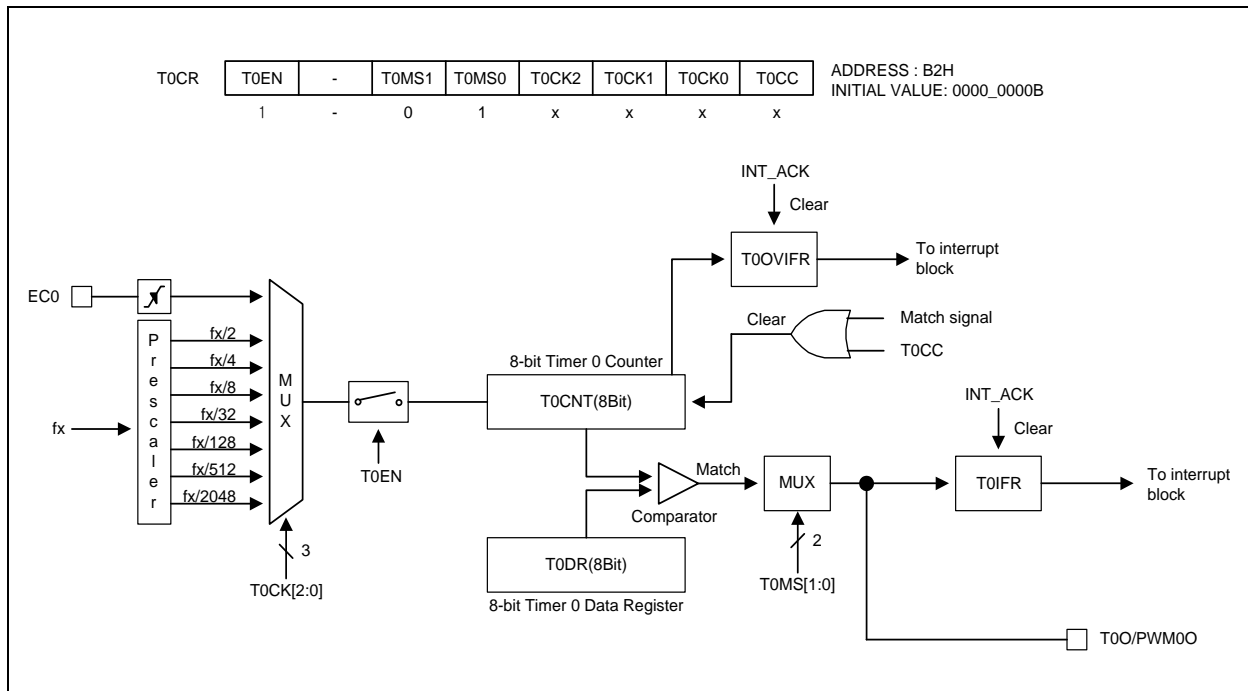 T0CR T0EN - T0MS1 T0MS0 T0CK2 T0CK1 T0CK0 T0CC
ADDRESS : B2H
INITIAL VALUE: 0000_0000B
1 - 0 1 x x x x
INT_ACK
Clear
T0OVIFR
To interrupt
block
EC0
Prescaler
fx
fx/2
fx/4
fx/8
fx/32
fx/128
fx/512
fx/2048
MUX
3
T0CK[2:0]
T0EN
8-bit Timer 0 Counter
T0CNT(8Bit)
Clear
Match signal
T0CC
Match
Comparator
T0DR(8Bit)
8-bit Timer 0 Data Register
MUX
2
T0MS[1:0]
INT_ACK
Clear
T0IFR
To interrupt
block
T0O/PWM0O